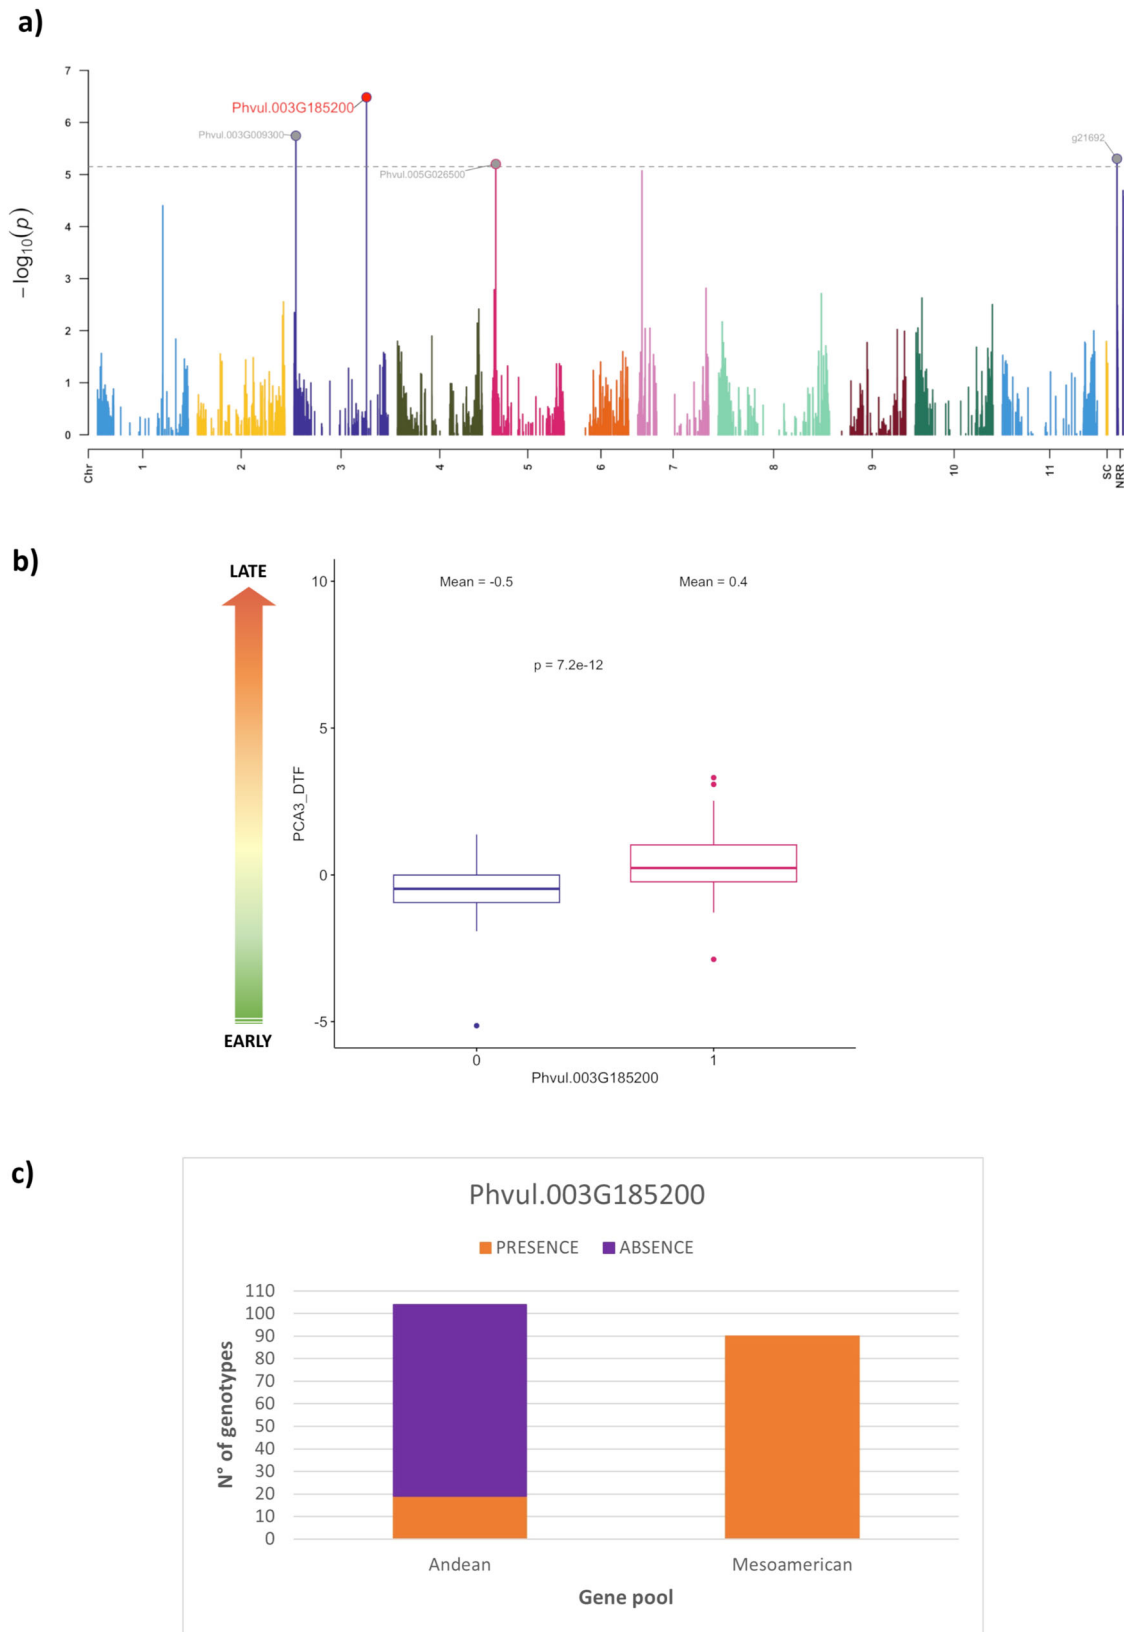 a)
7
6
5
4
3
2
1
0
− log10(p)
Phvul.003G185200
Phvul.003G009300
Phvul.005G026500
g21692
Chr 1 2 3 4 5 6 7 8 9 10 11 SC NRR
b)
LATE
EARLY
10
5
0
-5
PCA3_DTF
Mean = -0.5 Mean = 0.4
p = 7.2e-12
0 1
Phvul.003G185200
c)
Phvul.003G185200
PRESENCE ABSENCE
110
100
90
80
70
60
50
40
30
20
10
0
N° of genotypes
Andean Mesoamerican
Gene pool